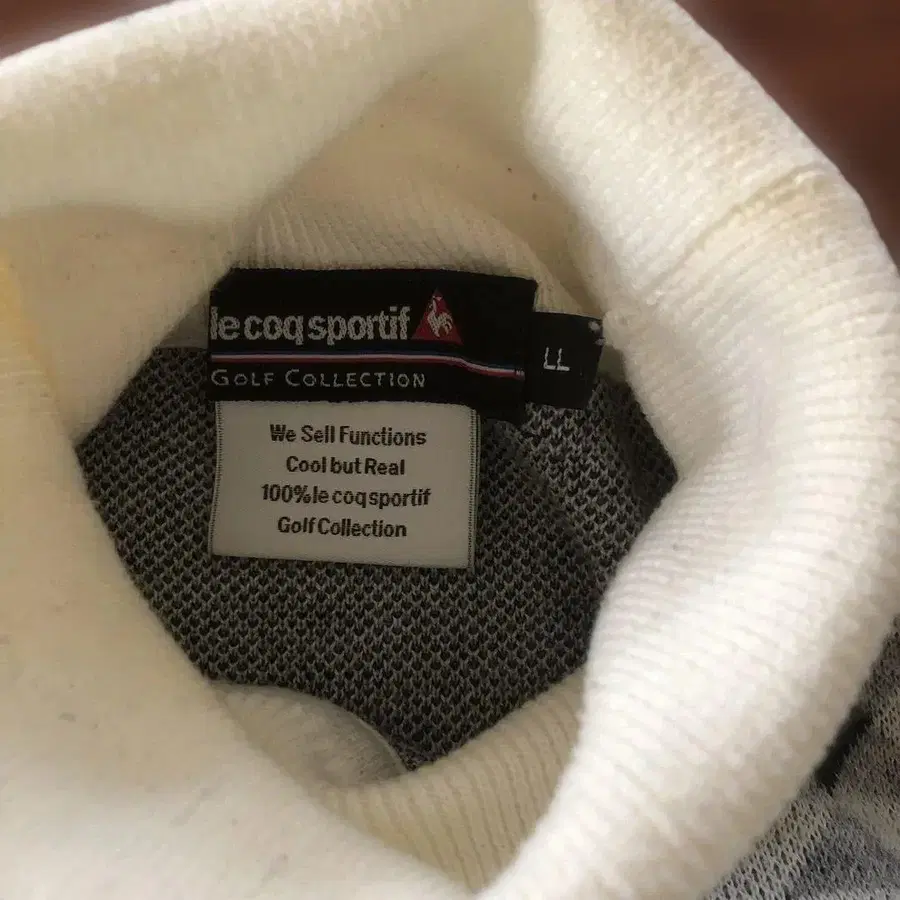 le coq sportif
GOLF COLLECTION
LL
We Sell Functions
Cool but Real
100% le coq sportif
Golf Collection